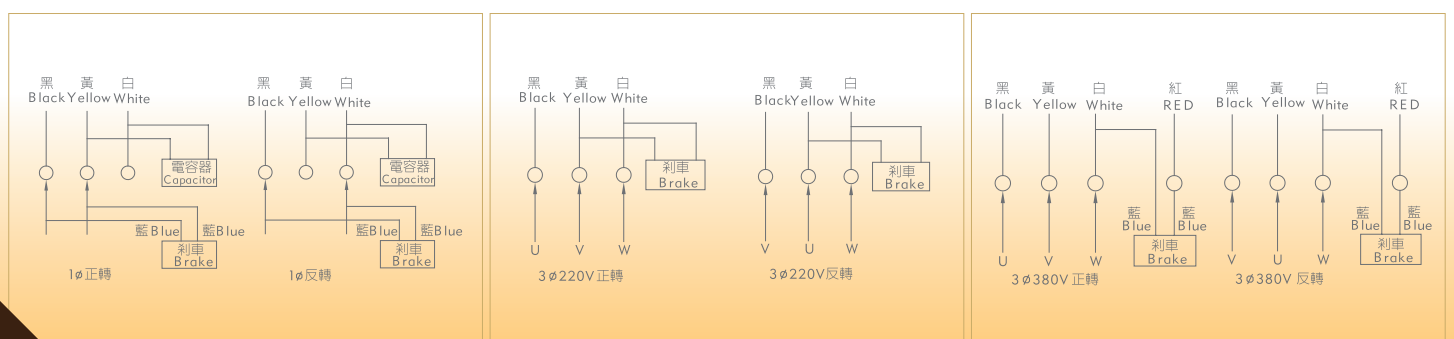 黑 黃 白
Black Yellow White
電容器
Capacitor
藍Blue 藍Blue
剎車
Brake
1ø正轉
黑 黃 白
Black Yellow White
電容器
Capacitor
藍Blue 藍Blue
剎車
Brake
1ø反轉
黑 黃 白
Black Yellow White
剎車
Brake
U V W
3ø220V正轉
黑 黃 白
Black Yellow White
剎車
Brake
V U W
3ø220V反轉
黑 黃 白 紅
Black Yellow White RED
藍 藍
Blue Blue
剎車
Brake
U V W
3ø380V 正轉
黑 黃 白 紅
Black Yellow White RED
藍 藍
Blue Blue
剎車
Brake
V U W
3ø380V 反轉